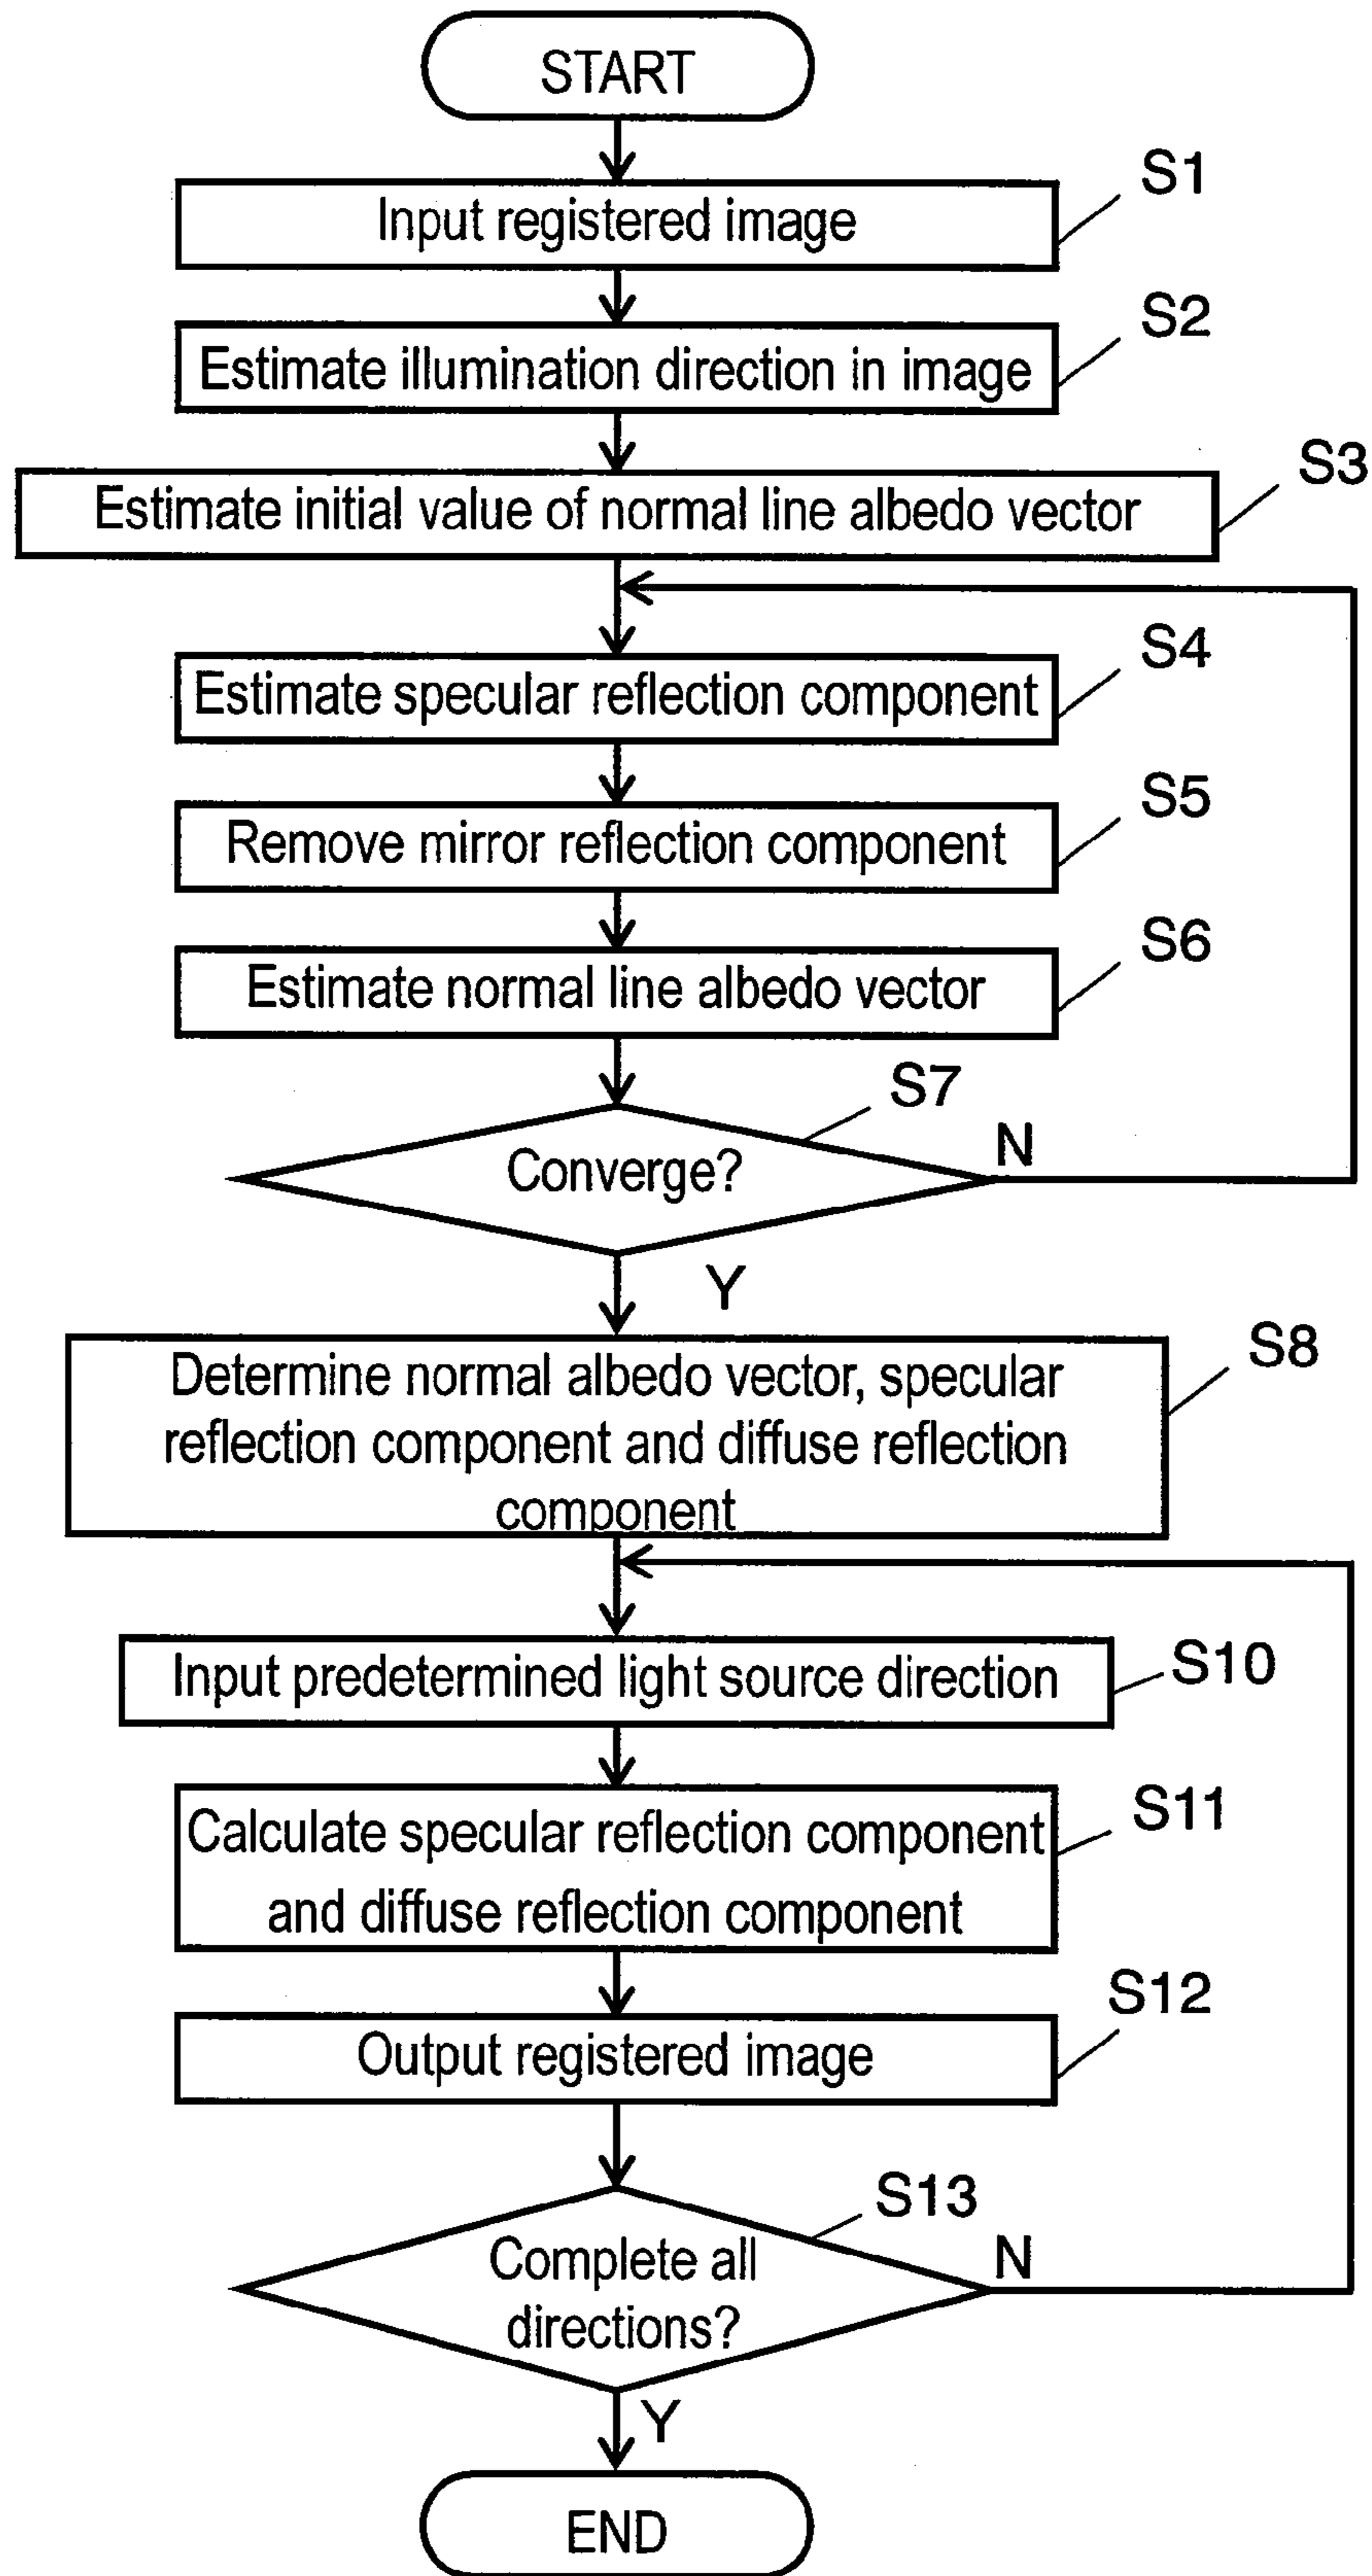 START
S1
Input registered image
S2
Estimate illumination direction in image
S3
Estimate initial value of normal line albedo vector
S4
Estimate specular reflection component
S5
Remove mirror reflection component
S6
Estimate normal line albedo vector
S7
Converge?
N
Y
S8
Determine normal albedo vector, specular
reflection component and diffuse reflection
component
S10
Input predetermined light source direction
S11
Calculate specular reflection component
and diffuse reflection component
S12
Output registered image
S13
Complete all
directions?
N
Y
END